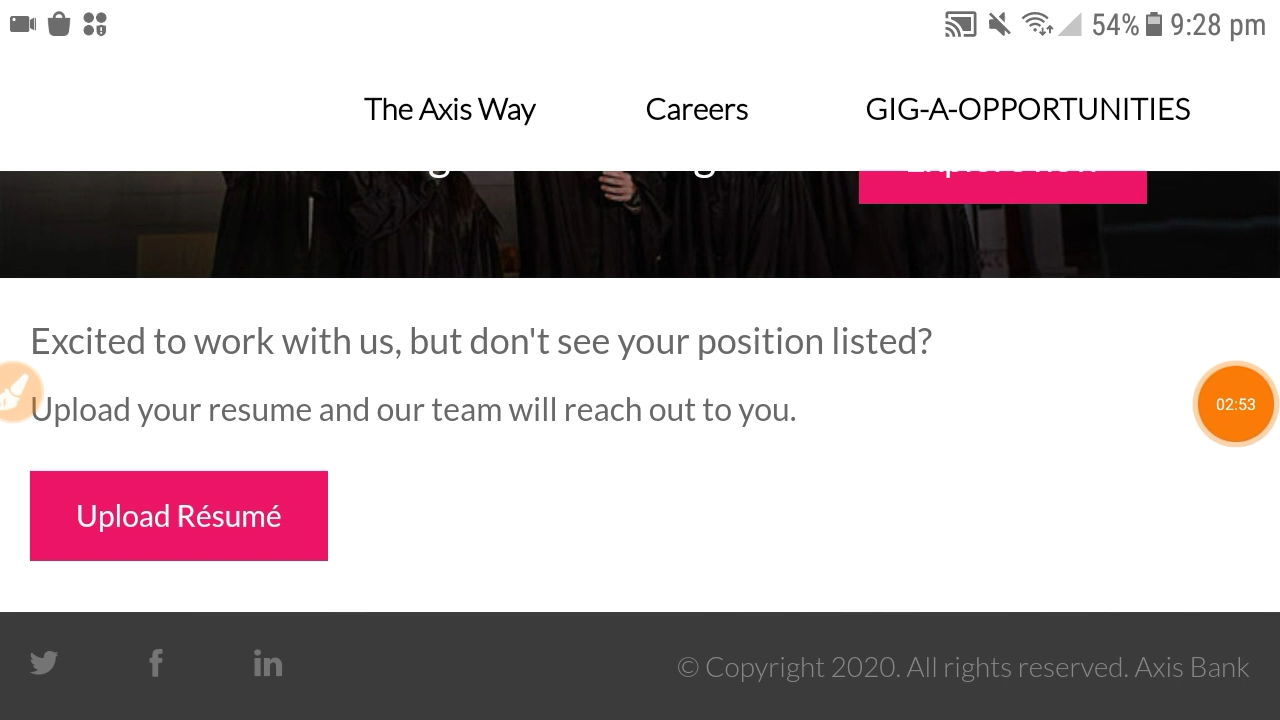 54% 9:28 pm
The Axis Way Careers GIG-A-OPPORTUNITIES
Excited to work with us, but don't see your position listed?
Upload your resume and our team will reach out to you.
02:53
Upload Résumé
© Copyright 2020. All rights reserved. Axis Bank